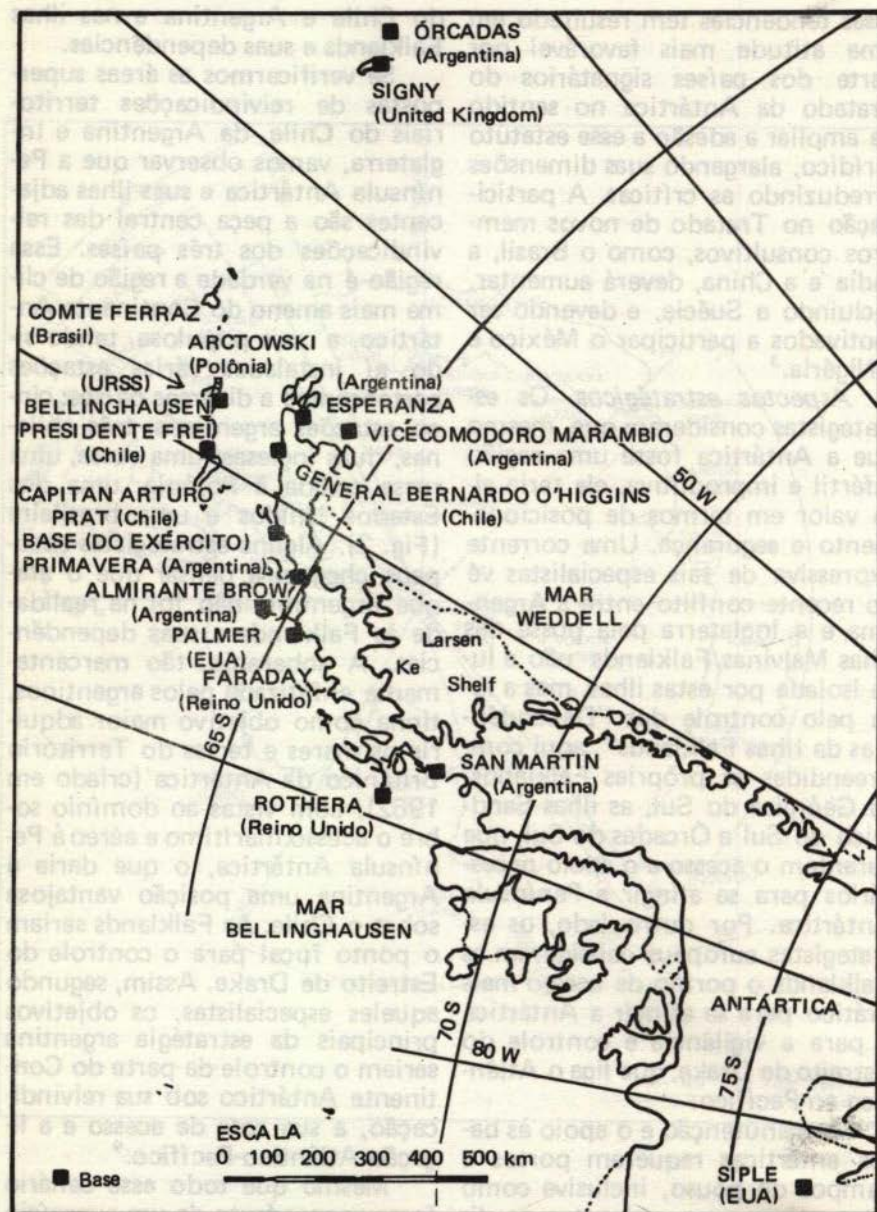 ORCADAS
(Argentina)
SIGNY
(United Kingdom)
COMTE FERRAZ
(Brasil)
ARCTOWSKI
(Polônia)
(URSS)
BELLINGHAUSEN
PRESIDENTE FREI
(Chile)
(Argentina)
ESPERANZA
VICECOMODORO MARAMBIO
(Argentina)
GENERAL BERNARDO O'HIGGINS
(Chile)
CAPITAN ARTURO
PRAT (Chile)
BASE (DO EXÉRCITO)
PRIMAVERA (Argentina)
ALMIRANTE BROW
(Argentina)
PALMER
(EUA)
FARADA
(Reino Unido)
50 W
MAR
WEDDELL
Larsen
Ke
Shelf
65 S
SAN MARTIN
(Argentina)
ROTHERA
(Reino Unido)
MAR
BELLINGHAUSEN
70 S
80 W
ANTÁRTICA
75 S
ESCALA
0 100 200 300 400 500 km
Base
SIPLE
(EUA)